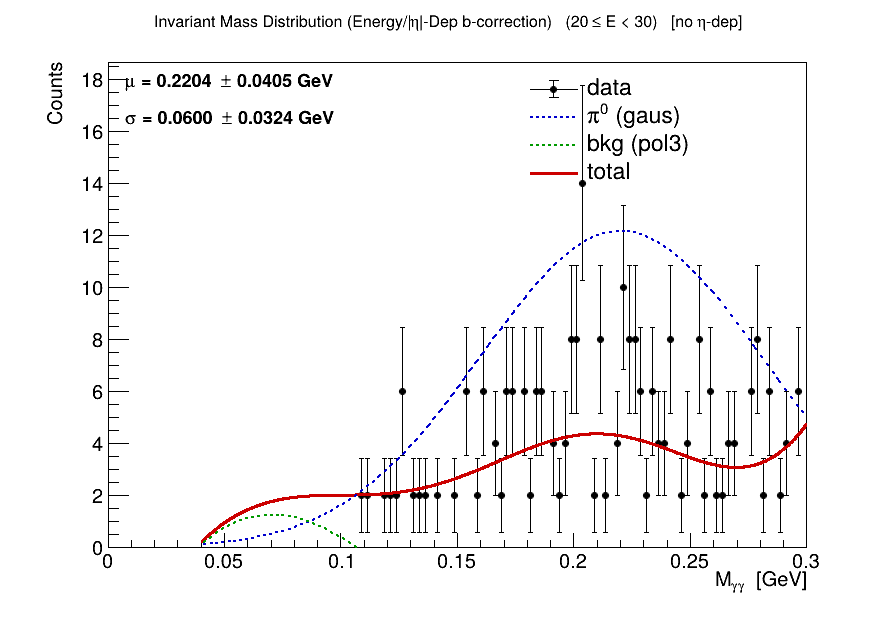 Invariant Mass Distribution (Energy/|η|-Dep b-correction) (20 ≤ E < 30) [no η-dep]
Counts
μ = 0.2204 ± 0.0405 GeV
σ = 0.0600 ± 0.0324 GeV
data
π⁰ (gaus)
bkg (pol3)
total
18
16
14
12
10
8
6
4
2
0
0 0.05 0.1 0.15 0.2 0.25 0.3
M_γγ [GeV]